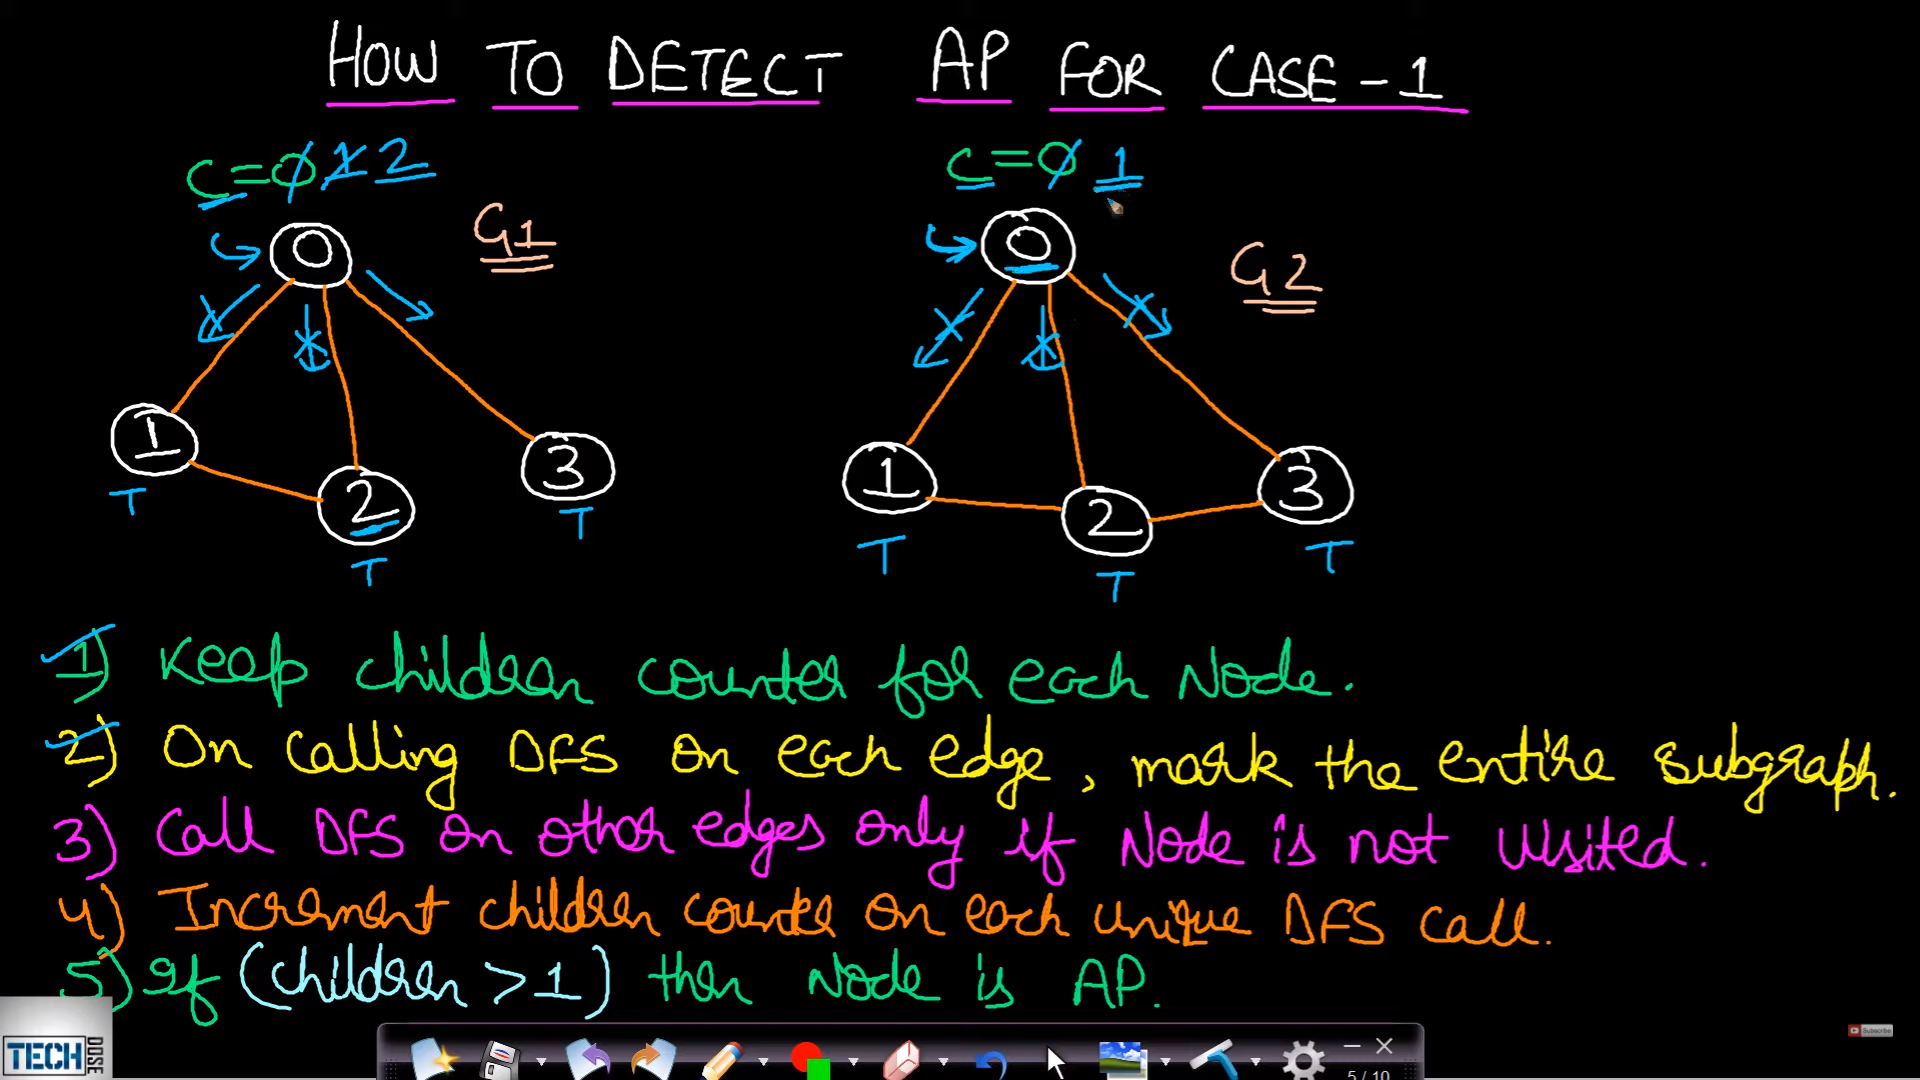 HOW TO DETECT AP FOR CASE-1
C=0 1 2
C=0 1
0
G1
0
G2
1
2
3
1
2
3
T
T
T
T
T
T
1) Keep children counter for each Node.
2) On calling DFS on each edge, mark the entire subgraph.
3) Call DFS on other edges only if Node is not visited.
4) Increment children counter on each unique DFS call.
5) If (children > 1) then Node is AP.
TECH DOSE
Subscribe
5 / 10